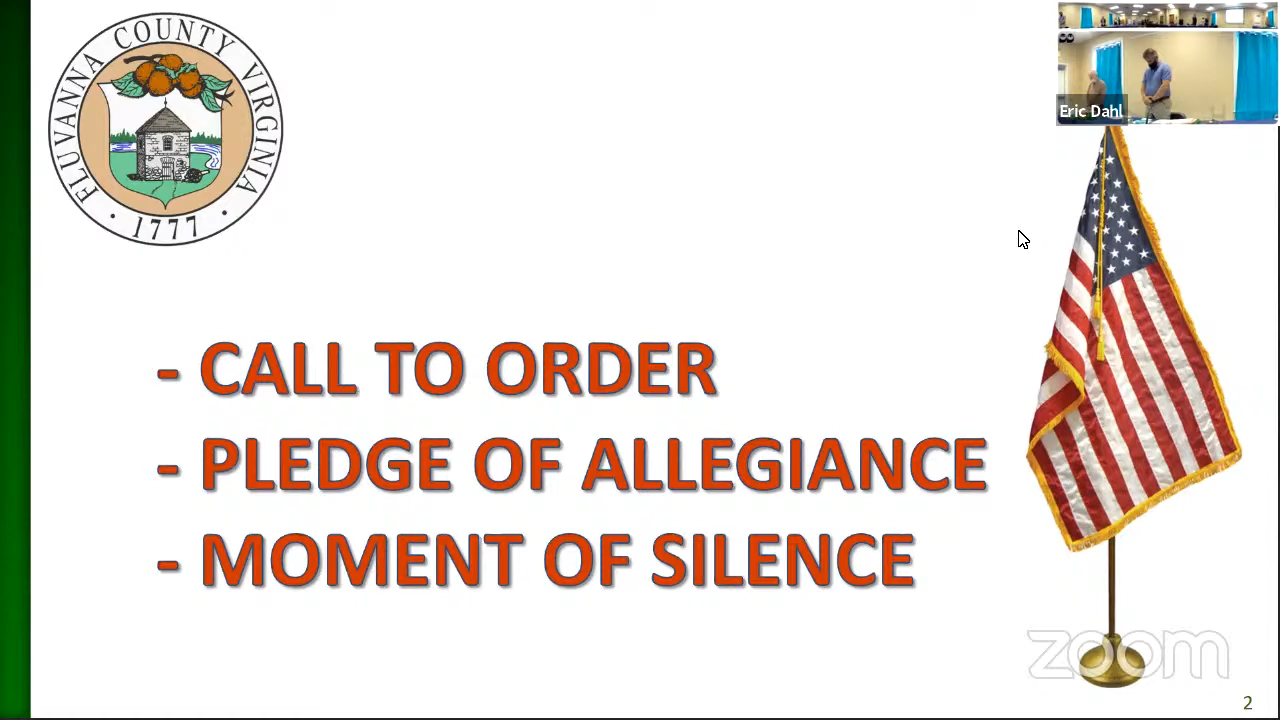 FLUVANNA COUNTY VIRGINIA
· 1777 ·
Eric Dahl
- CALL TO ORDER
- PLEDGE OF ALLEGIANCE
- MOMENT OF SILENCE
zoom
2